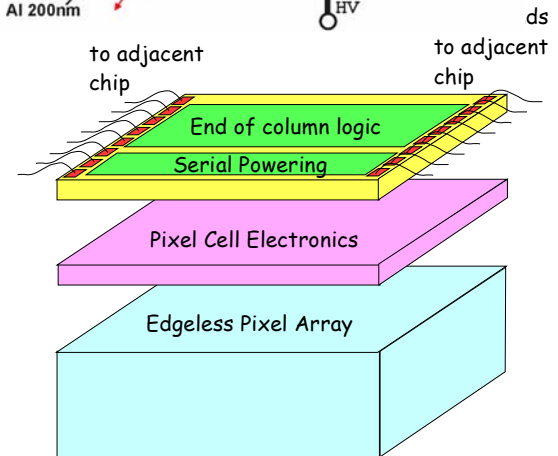 Al 200nm
HV
ds
to adjacent
chip
to adjacent
chip
End of column logic
Serial Powering
Pixel Cell Electronics
Edgeless Pixel Array